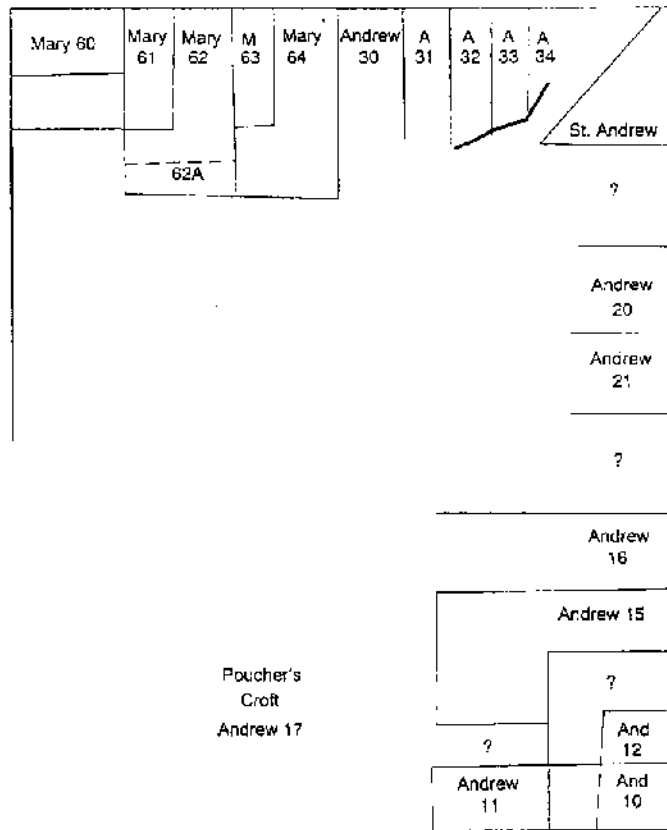 Mary 60
Mary
61
Mary
62
M
63
Mary
64
Andrew
30
A
31
A
32
A
33
A
34
St. Andrew
62A
?
Andrew
20
Andrew
21
?
Andrew
16
Andrew 15
Poucher's
Croft
Andrew 17
?
?
And
12
Andrew
11
And
10